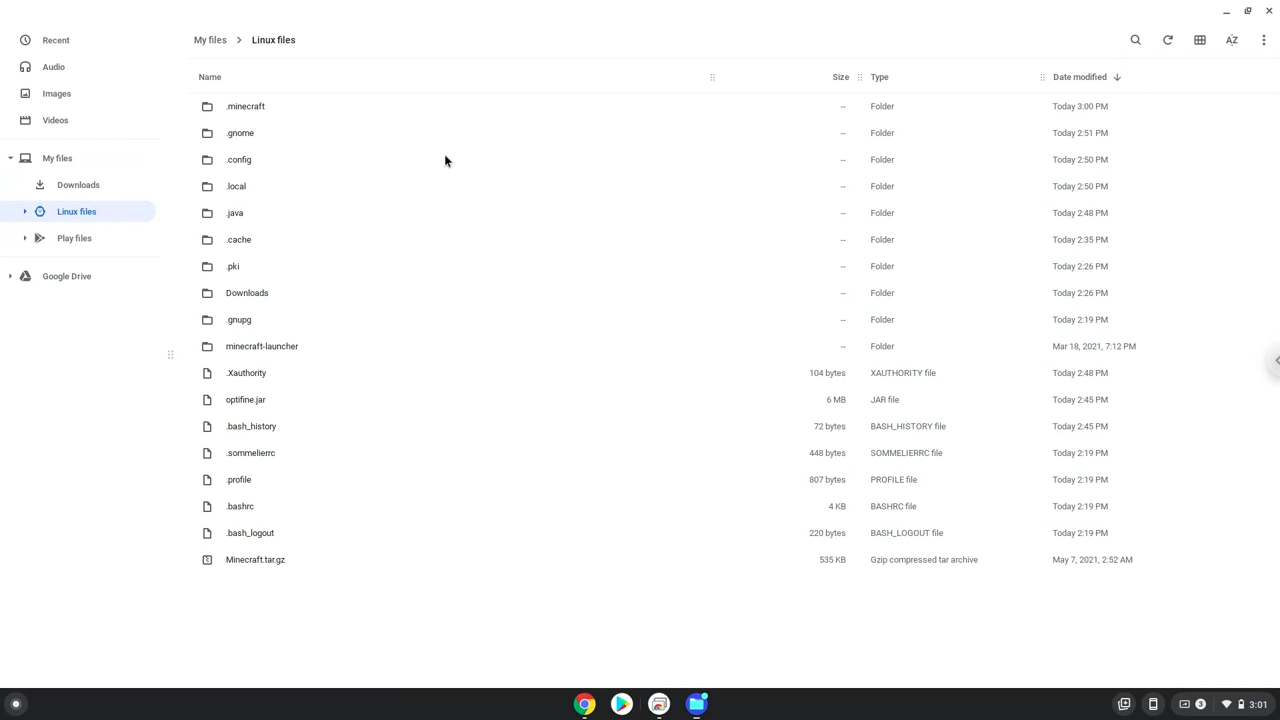 Recent
Audio
Images
Videos
My files
Downloads
Linux files
Play files
Google Drive
My files Linux files
AZ
Name Size Type Date modified
.minecraft -- Folder Today 3:00 PM
.gnome -- Folder Today 2:51 PM
.config -- Folder Today 2:50 PM
.local -- Folder Today 2:50 PM
.java -- Folder Today 2:48 PM
.cache -- Folder Today 2:35 PM
.pki -- Folder Today 2:26 PM
Downloads -- Folder Today 2:26 PM
.gnupg -- Folder Today 2:19 PM
minecraft-launcher -- Folder Mar 18, 2021, 7:12 PM
.Xauthority 104 bytes XAUTHORITY file Today 2:48 PM
optifine.jar 6 MB JAR file Today 2:45 PM
.bash_history 72 bytes BASH_HISTORY file Today 2:45 PM
.sommelierrc 448 bytes SOMMELIERRC file Today 2:19 PM
.profile 807 bytes PROFILE file Today 2:19 PM
.bashrc 4 KB BASHRC file Today 2:19 PM
.bash_logout 220 bytes BASH_LOGOUT file Today 2:19 PM
Minecraft.tar.gz 535 KB Gzip compressed tar archive May 7, 2021, 2:52 AM
3 3:01